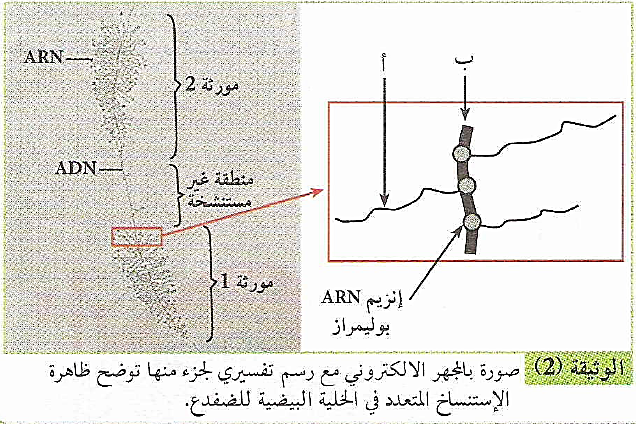 ARN
مورثة 2
ADN
منطقة غير
مستنسخة
مورثة 1
أ
ب
إنزيم ARN
بوليمراز
الوثيقة (2) صورة بالمجهر الالكتروني مع رسم تفسيري لجزء منها توضح ظاهرة
الإستنساخ المتعدد في الخلية البيضية للضفدع.